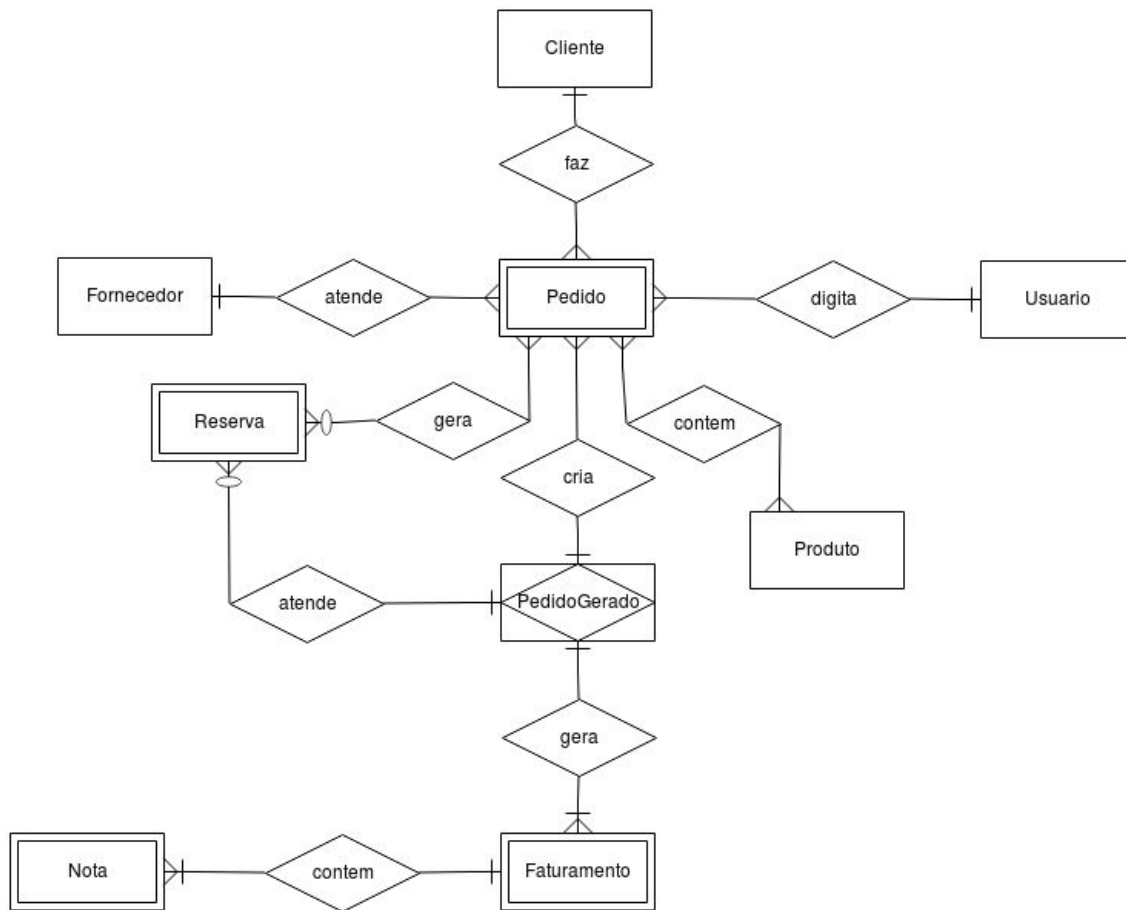 Cliente
faz
Fornecedor
atende
Pedido
digita
Usuario
Reserva
gera
contem
cria
Produto
atende
PedidoGerado
gera
Nota
contem
Faturamento